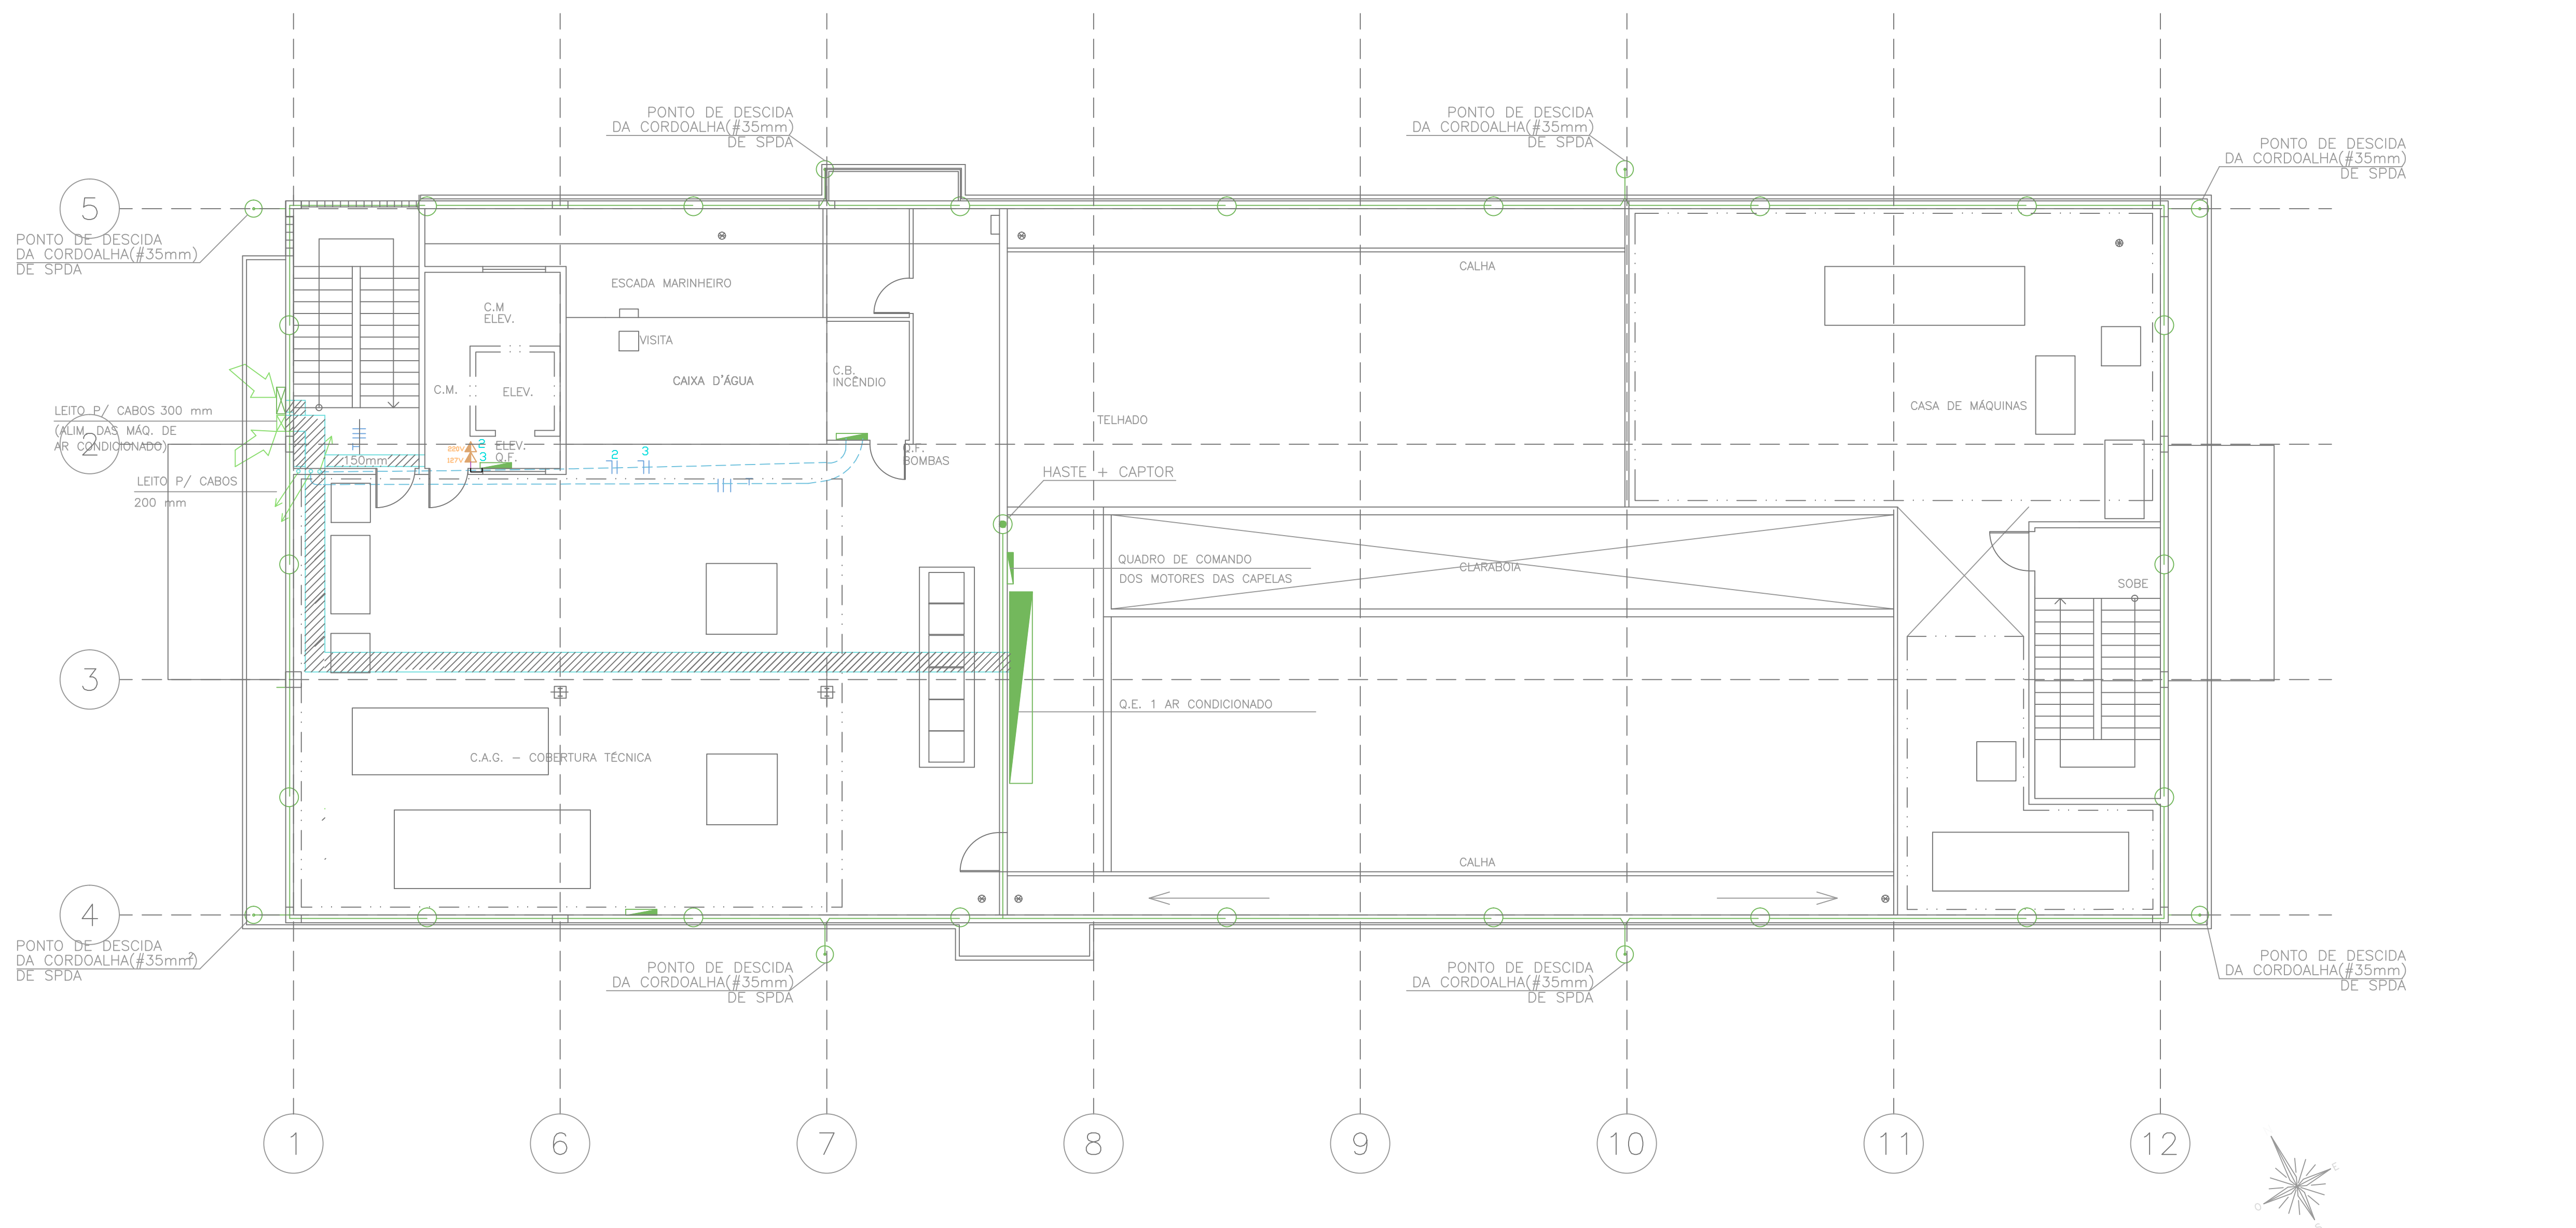 PONTO DE DESCIDA
DA CORDOALHA(#35mm)
DE SPDA
PONTO DE DESCIDA
DA CORDOALHA(#35mm)
DE SPDA
PONTO DE DESCIDA
DA CORDOALHA(#35mm)
DE SPDA
5
PONTO DE DESCIDA
DA CORDOALHA(#35mm)
DE SPDA
CALHA
ESCADA MARINHEIRO
C.M
ELEV.
VISITA
C.B.
INCÊNDIO
CAIXA D'ÁGUA
C.M.
ELEV.
CASA DE MÁQUINAS
TELHADO
LEITO P/ CABOS 300 mm
(ALIM. DAS MÁQ. DE
AR CONDICIONADO)
2
150mm
220V
127V
2
3
ELEV.
Q.F.
2
3
Q.F.
BOMBAS
HASTE + CAPTOR
LEITO P/ CABOS
200 mm
QUADRO DE COMANDO
DOS MOTORES DAS CAPELAS
CLARABOIA
SOBE
3
Q.E. 1 AR CONDICIONADO
C.A.G. - COBERTURA TÉCNICA
CALHA
4
PONTO DE DESCIDA
DA CORDOALHA(#35mm²)
DE SPDA
PONTO DE DESCIDA
DA CORDOALHA(#35mm)
DE SPDA
PONTO DE DESCIDA
DA CORDOALHA(#35mm)
DE SPDA
PONTO DE DESCIDA
DA CORDOALHA(#35mm)
DE SPDA
1
6
7
8
9
10
11
12
E
O